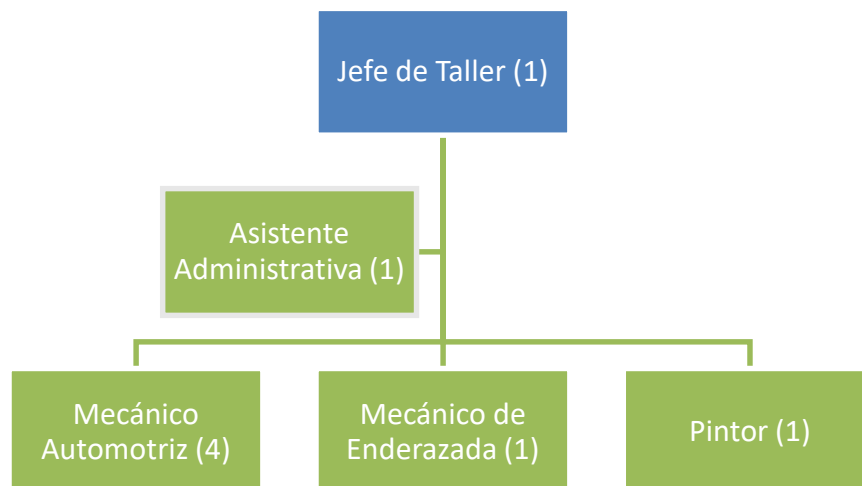 Jefe de Taller (1)
Asistente
Administrativa (1)
Mecánico
Automotriz (4)
Mecánico de
Enderazada (1)
Pintor (1)